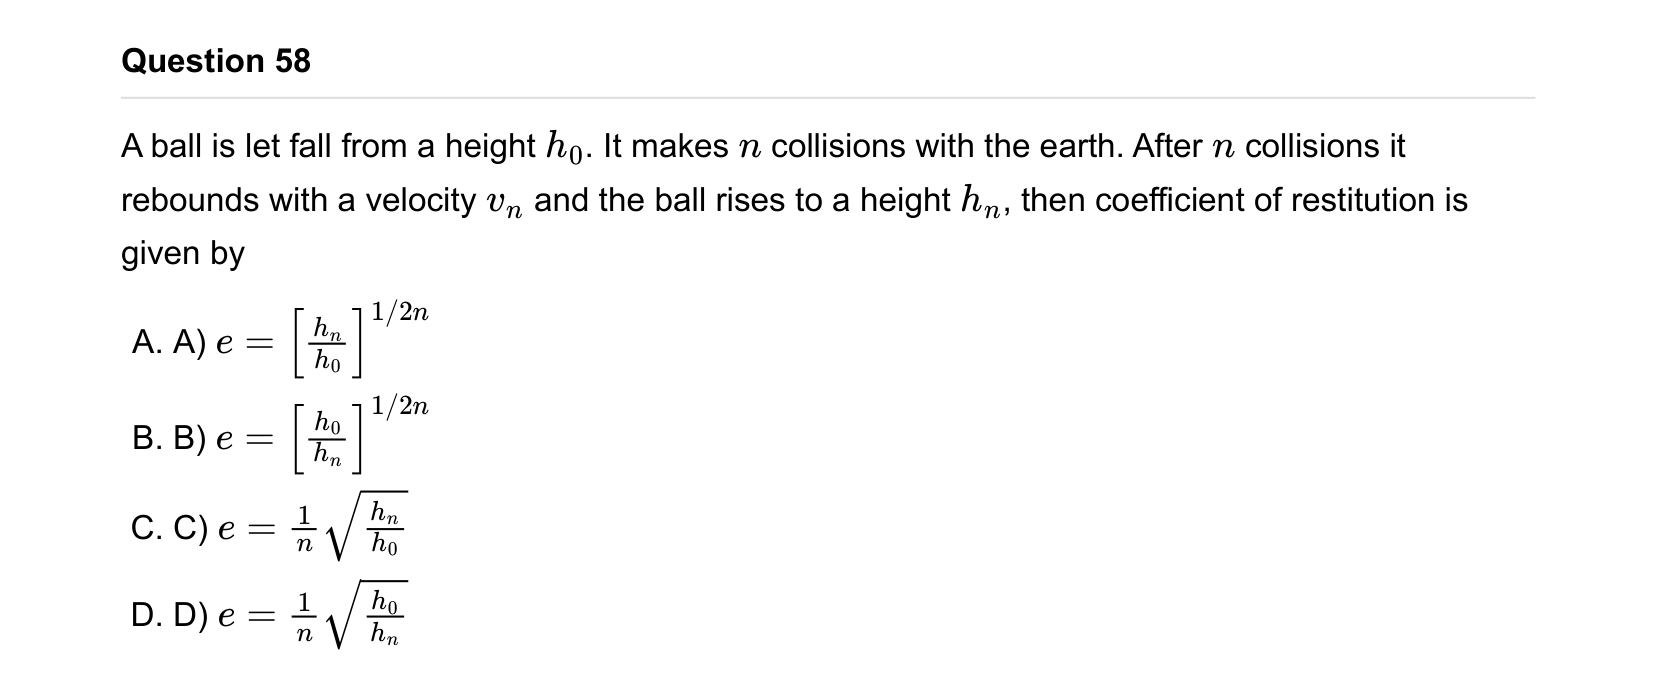 Question 58
A ball is let fall from a height $h_0$. It makes $n$ collisions with the earth. After $n$ collisions it
rebounds with a velocity $v_n$ and the ball rises to a height $h_n$, then coefficient of restitution is
given by
A. A) $e = \left[\frac{h_n}{h_0}\right]^{1/2n}$
B. B) $e = \left[\frac{h_0}{h_n}\right]^{1/2n}$
C. C) $e = \frac{1}{n}\sqrt{\frac{h_n}{h_0}}$
D. D) $e = \frac{1}{n}\sqrt{\frac{h_0}{h_n}}$